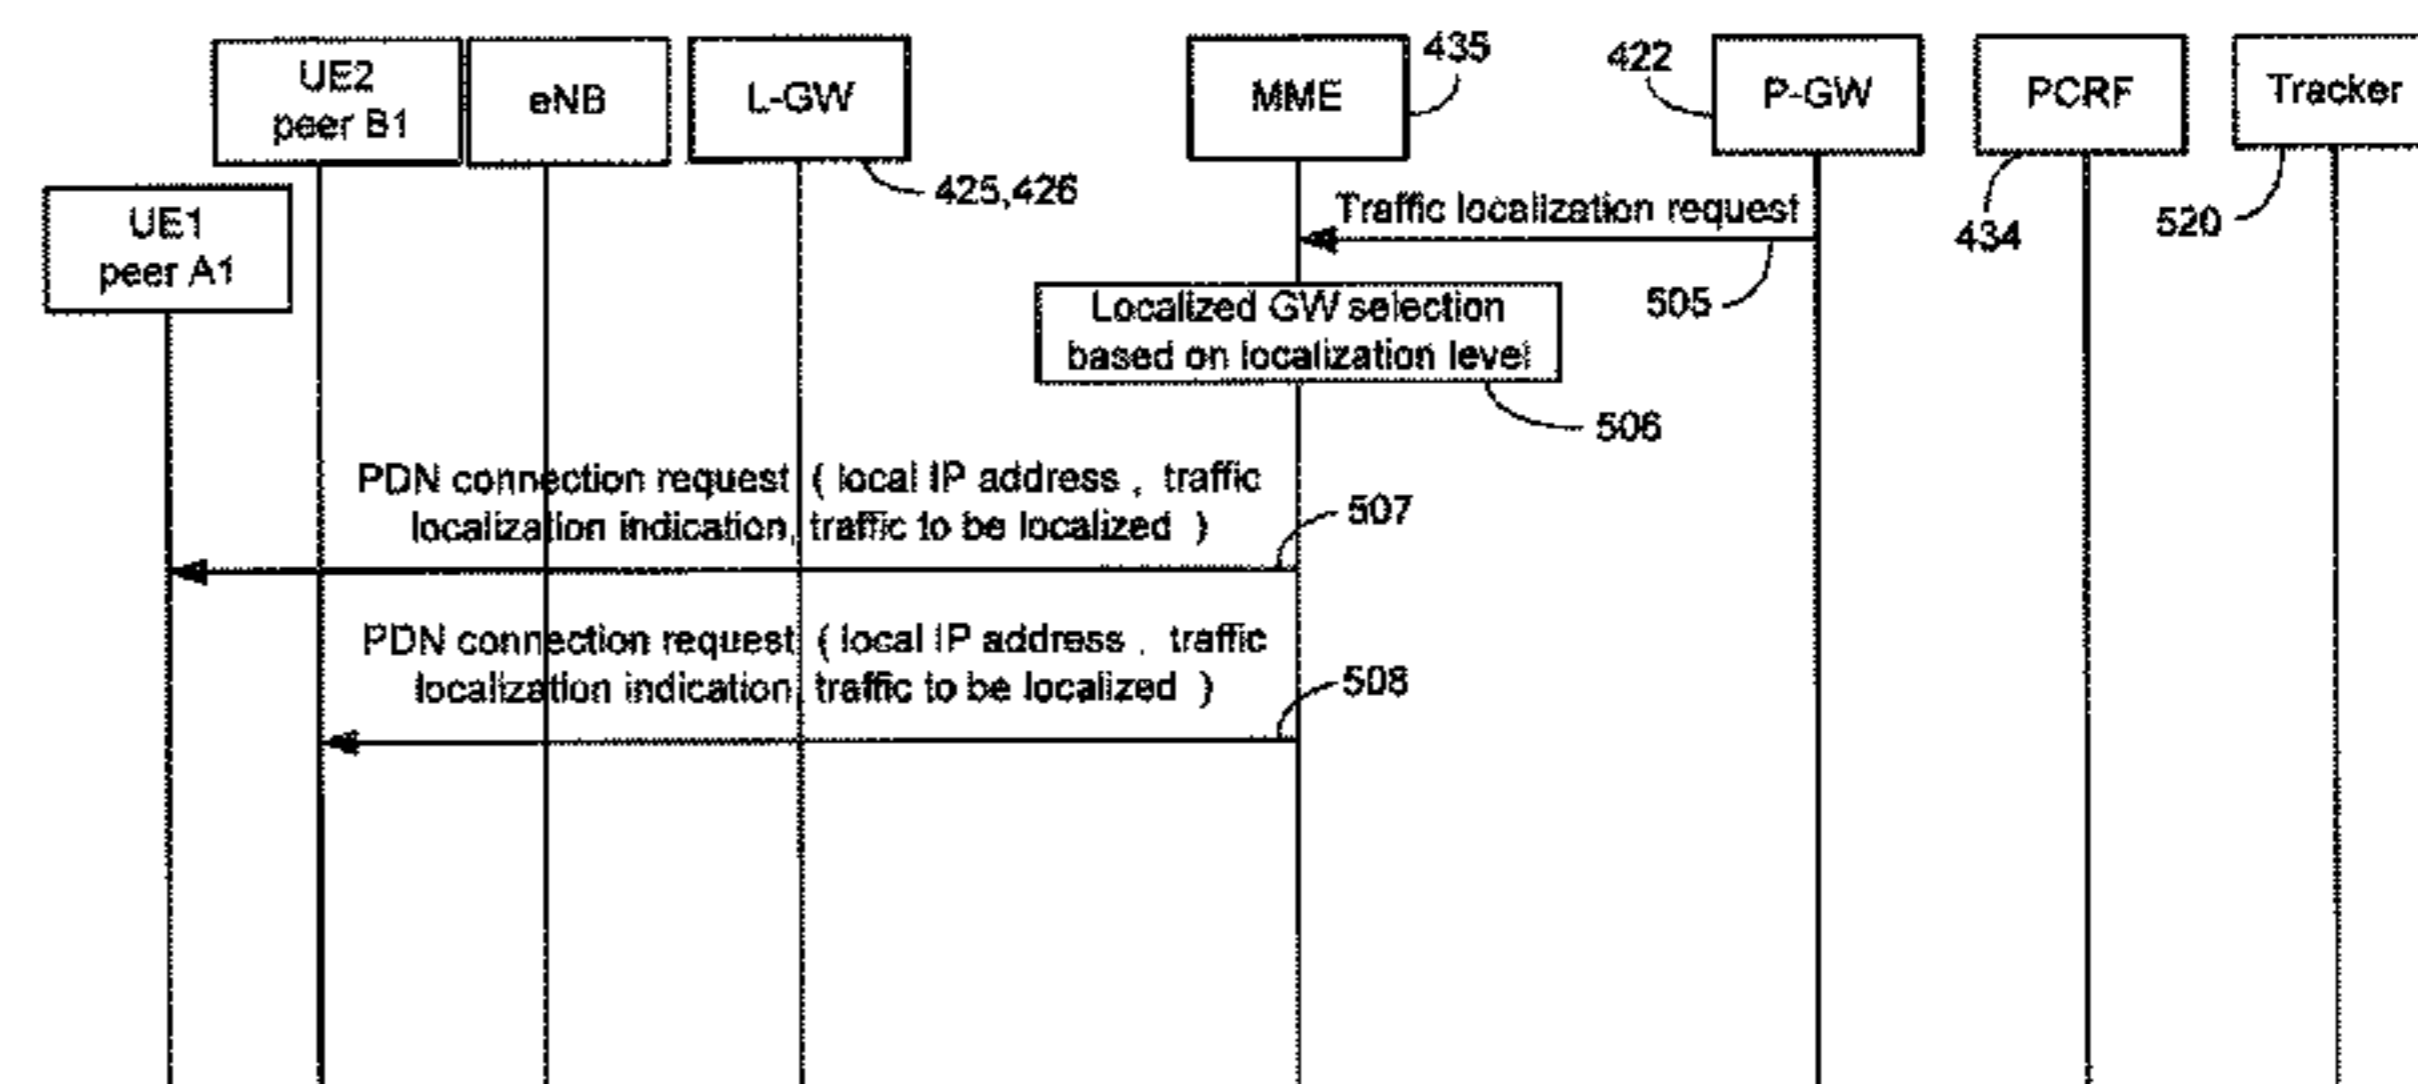 UE2
peer B1
eNB
L-GW
MME
435
422
P-GW
PCRF
Tracker
425,426
UE1
peer A1
Traffic localization request
434
520
505
Localized GW selection
based on localization level
506
PDN connection request ( local IP address , traffic
localization indication, traffic to be localized )
507
PDN connection request ( local IP address , traffic
localization indication, traffic to be localized )
508